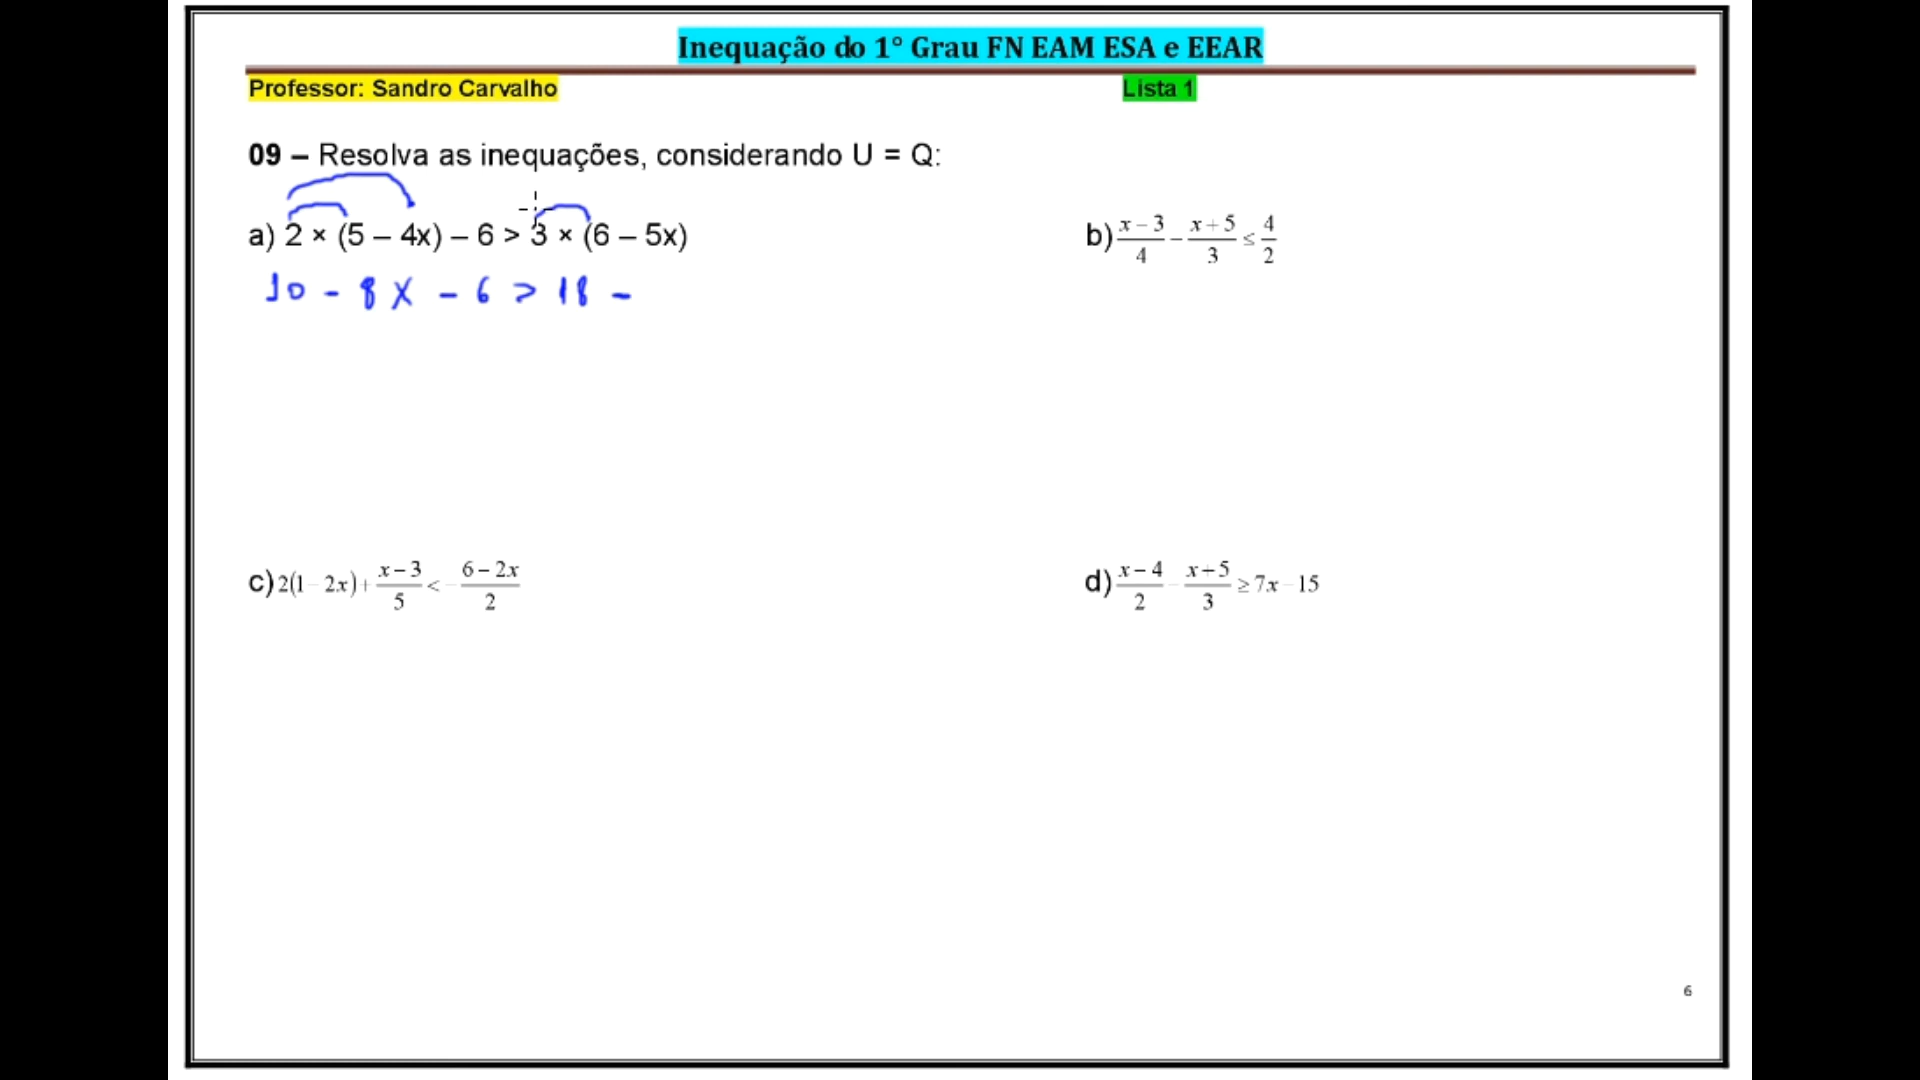 Inequação do 1° Grau FN EAM ESA e EEAR
Professor: Sandro Carvalho Lista 1
09 – Resolva as inequações, considerando U = Q:
a) 2 × (5 – 4x) – 6 > 3 × (6 – 5x)
10 - 8x - 6 > 18 -
b) x – 3 / 4 – x + 5 / 3 ≤ 4 / 2
c) 2(1 – 2x) + x – 3 / 5 < – 6 – 2x / 2
d) x – 4 / 2 – x + 5 / 3 ≥ 7x – 15
6